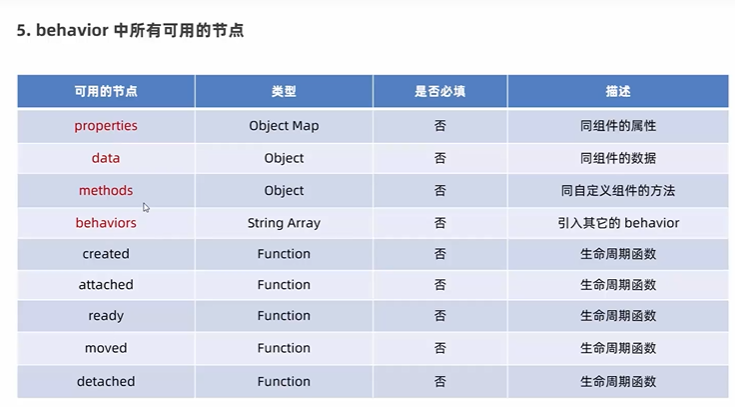 5. behavior 中所有可用的节点
可用的节点 类型 是否必填 描述
properties Object Map 否 同组件的属性
data Object 否 同组件的数据
methods Object 否 同自定义组件的方法
behaviors String Array 否 引入其它的 behavior
created Function 否 生命周期函数
attached Function 否 生命周期函数
ready Function 否 生命周期函数
moved Function 否 生命周期函数
detached Function 否 生命周期函数